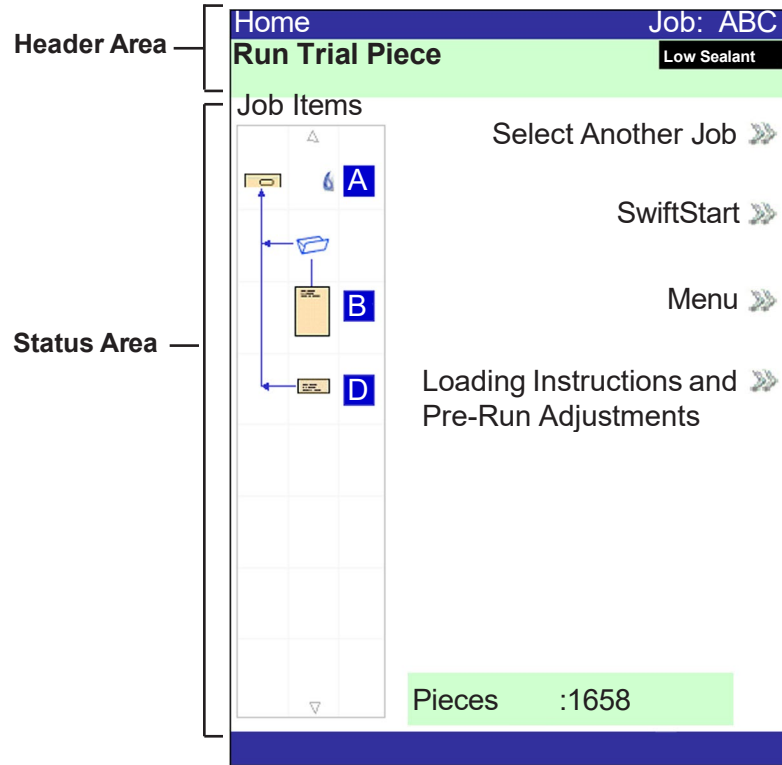 Header Area
Home Job: ABC
Run Trial Piece Low Sealant
Status Area
Job Items
A
B
D
Select Another Job
SwiftStart
Menu
Loading Instructions and
Pre-Run Adjustments
Pieces :1658